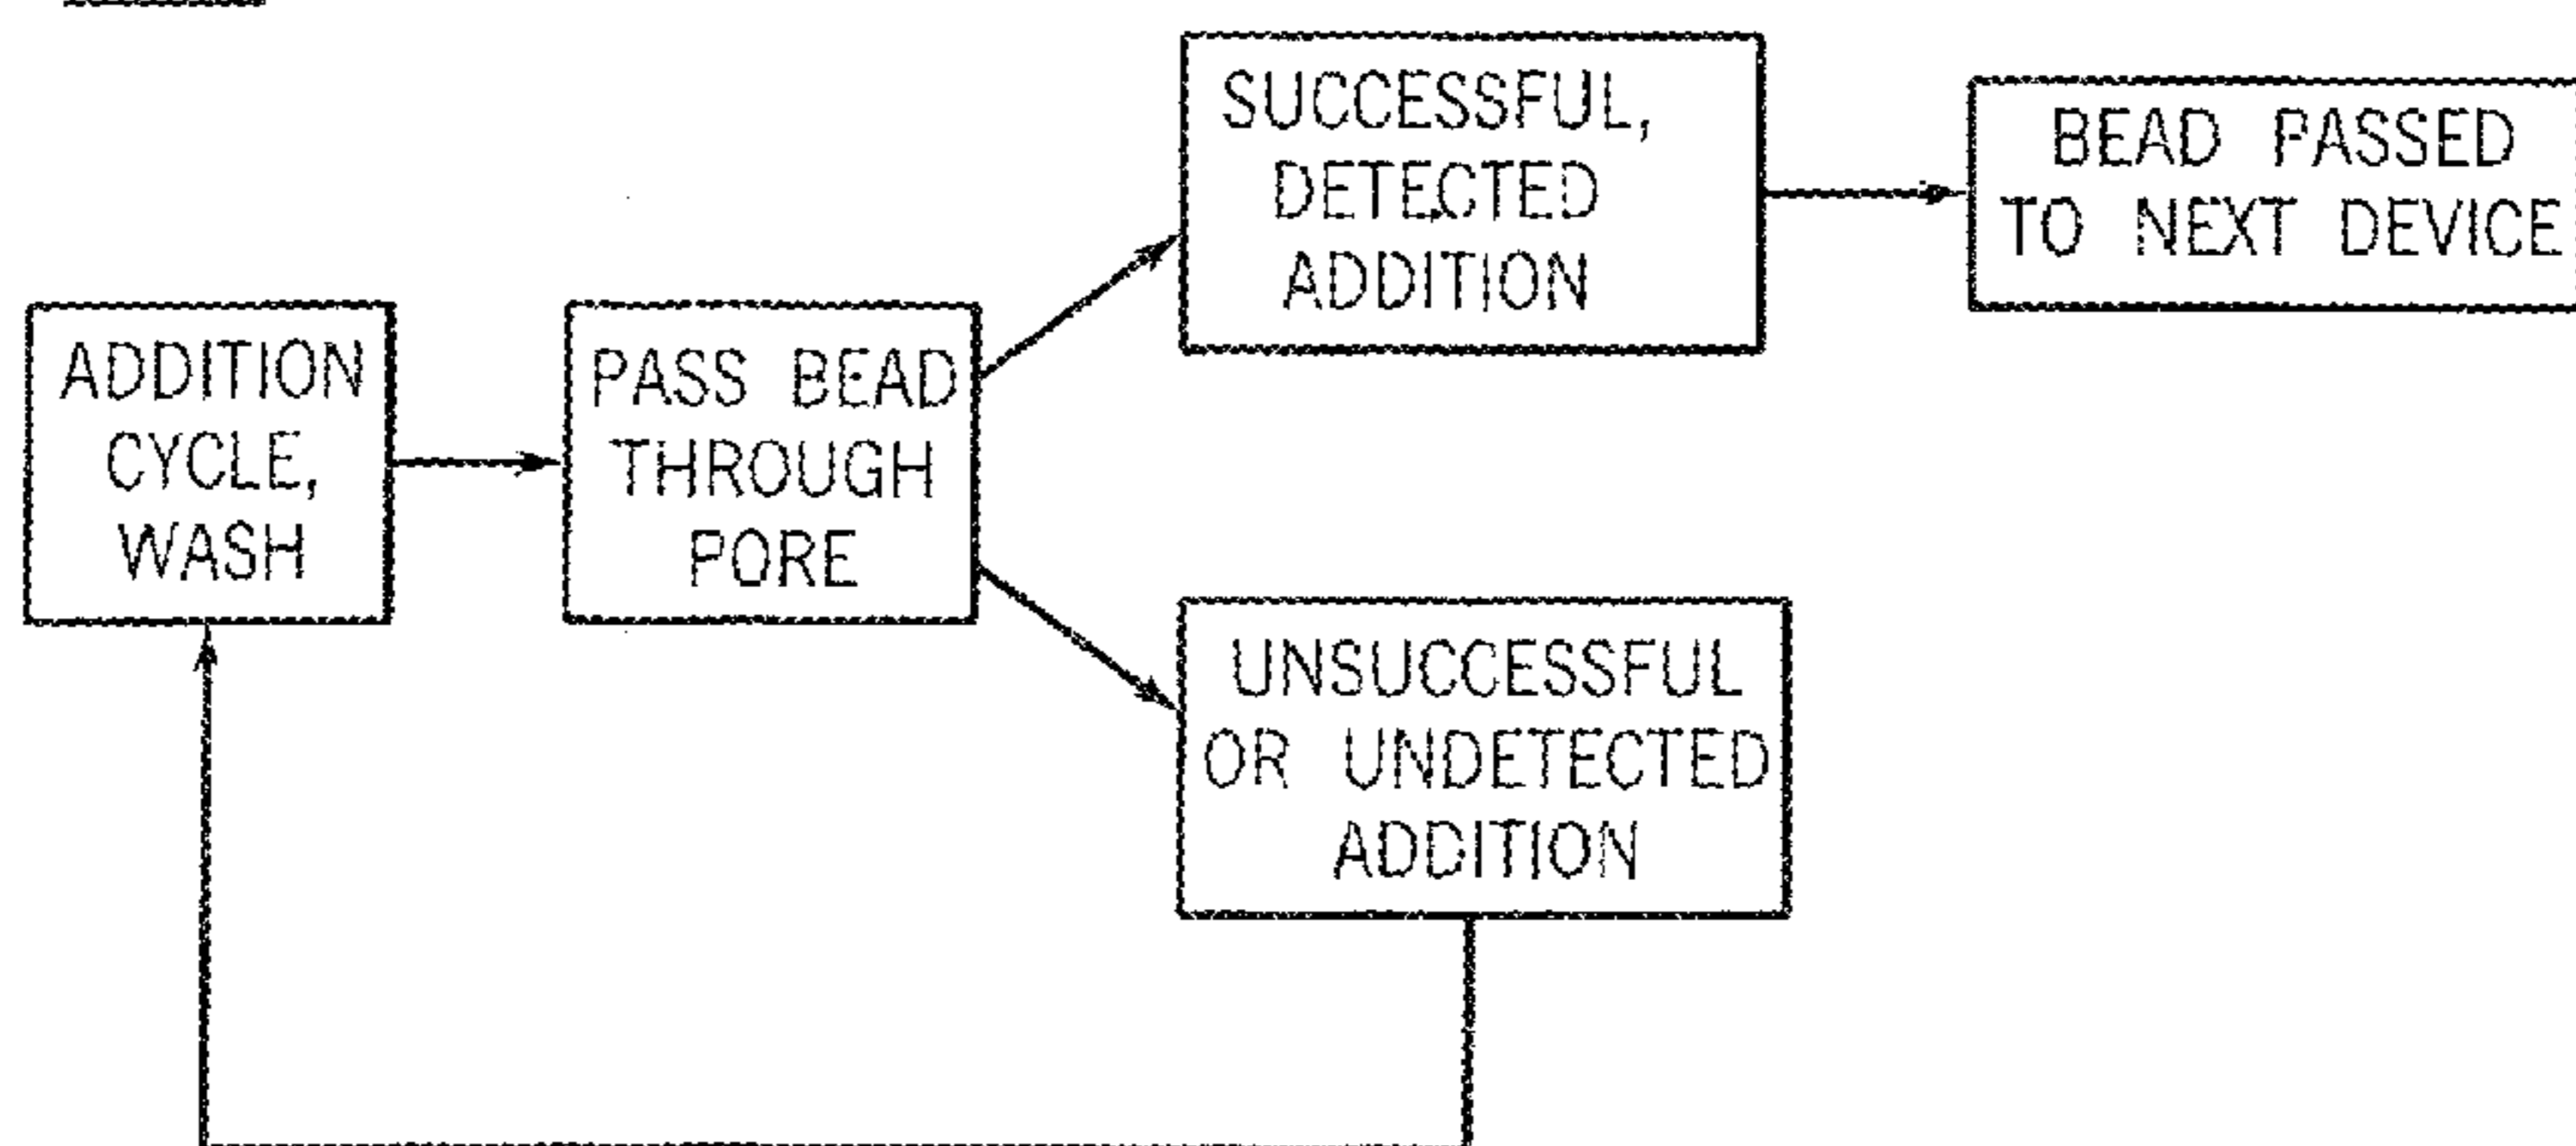 ADDITION
CYCLE,
WASH
PASS BEAD
THROUGH
PORE
SUCCESSFUL,
DETECTED
ADDITION
BEAD PASSED
TO NEXT DEVICE
UNSUCCESSFUL
OR UNDETECTED
ADDITION